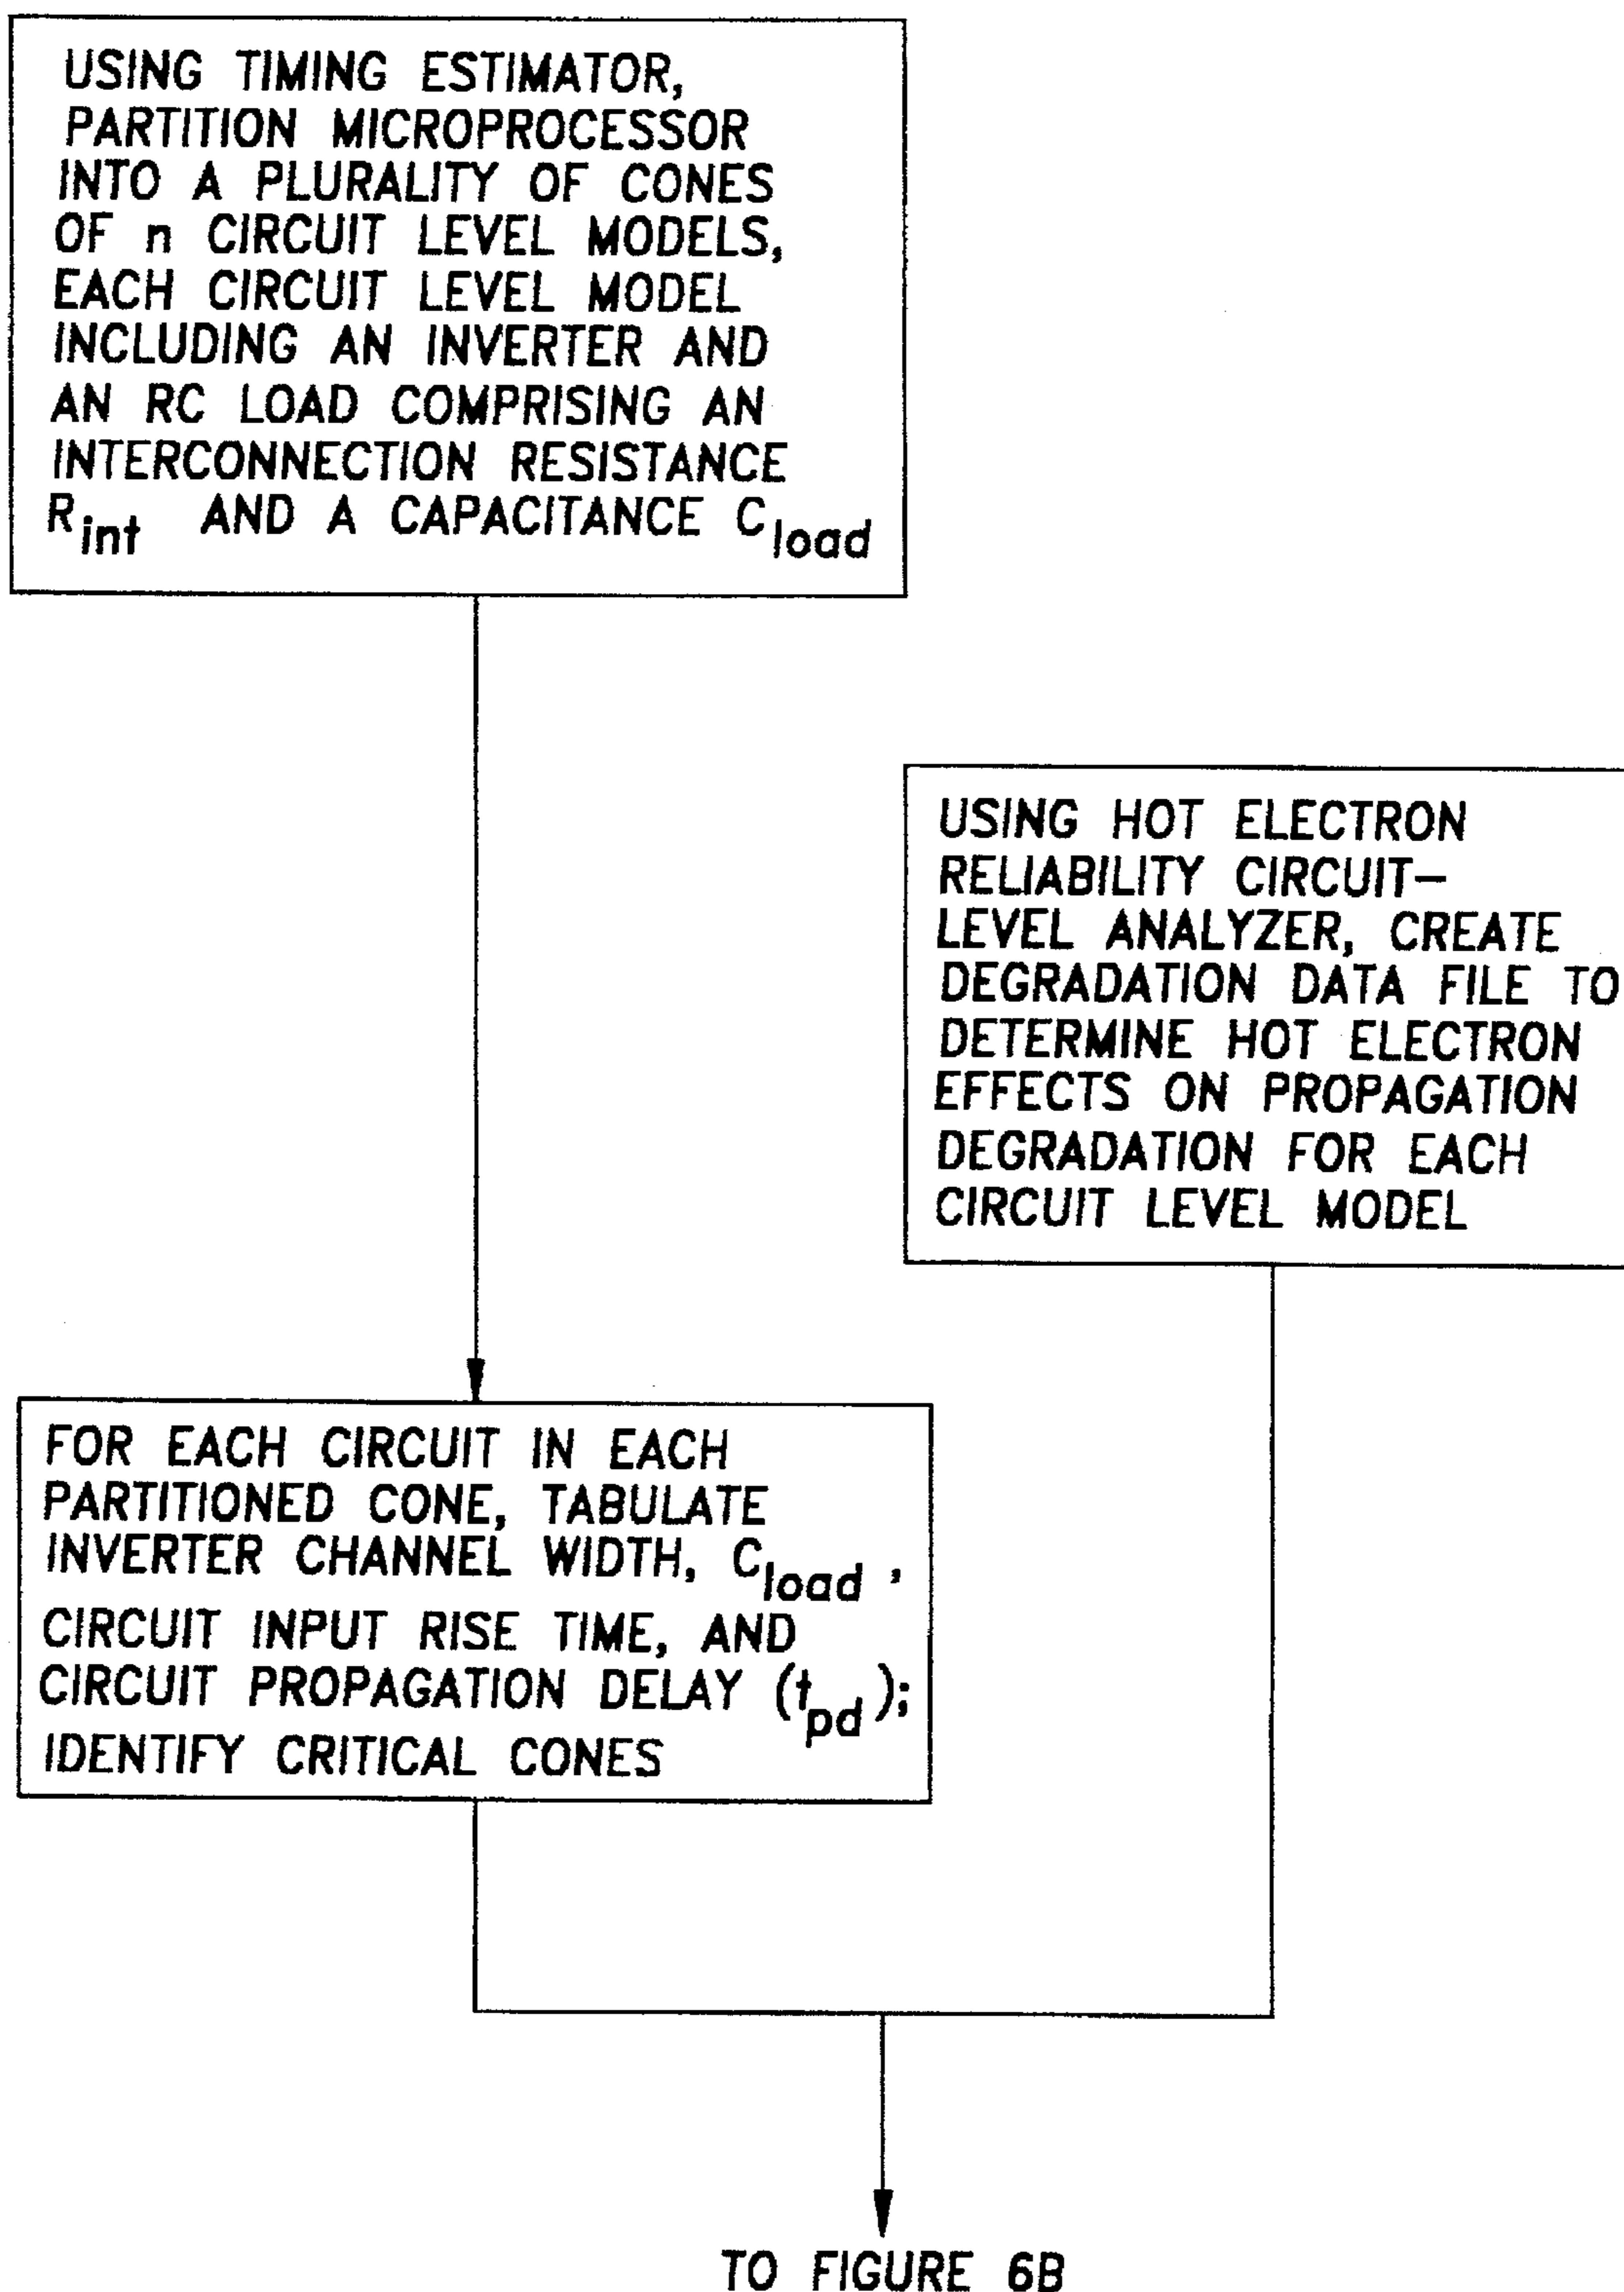 USING TIMING ESTIMATOR,
PARTITION MICROPROCESSOR
INTO A PLURALITY OF CONES
OF n CIRCUIT LEVEL MODELS,
EACH CIRCUIT LEVEL MODEL
INCLUDING AN INVERTER AND
AN RC LOAD COMPRISING AN
INTERCONNECTION RESISTANCE
R_int AND A CAPACITANCE C_load
USING HOT ELECTRON
RELIABILITY CIRCUIT–
LEVEL ANALYZER, CREATE
DEGRADATION DATA FILE TO
DETERMINE HOT ELECTRON
EFFECTS ON PROPAGATION
DEGRADATION FOR EACH
CIRCUIT LEVEL MODEL
FOR EACH CIRCUIT IN EACH
PARTITIONED CONE, TABULATE
INVERTER CHANNEL WIDTH, C_load,
CIRCUIT INPUT RISE TIME, AND
CIRCUIT PROPAGATION DELAY (t_pd);
IDENTIFY CRITICAL CONES
TO FIGURE 6B